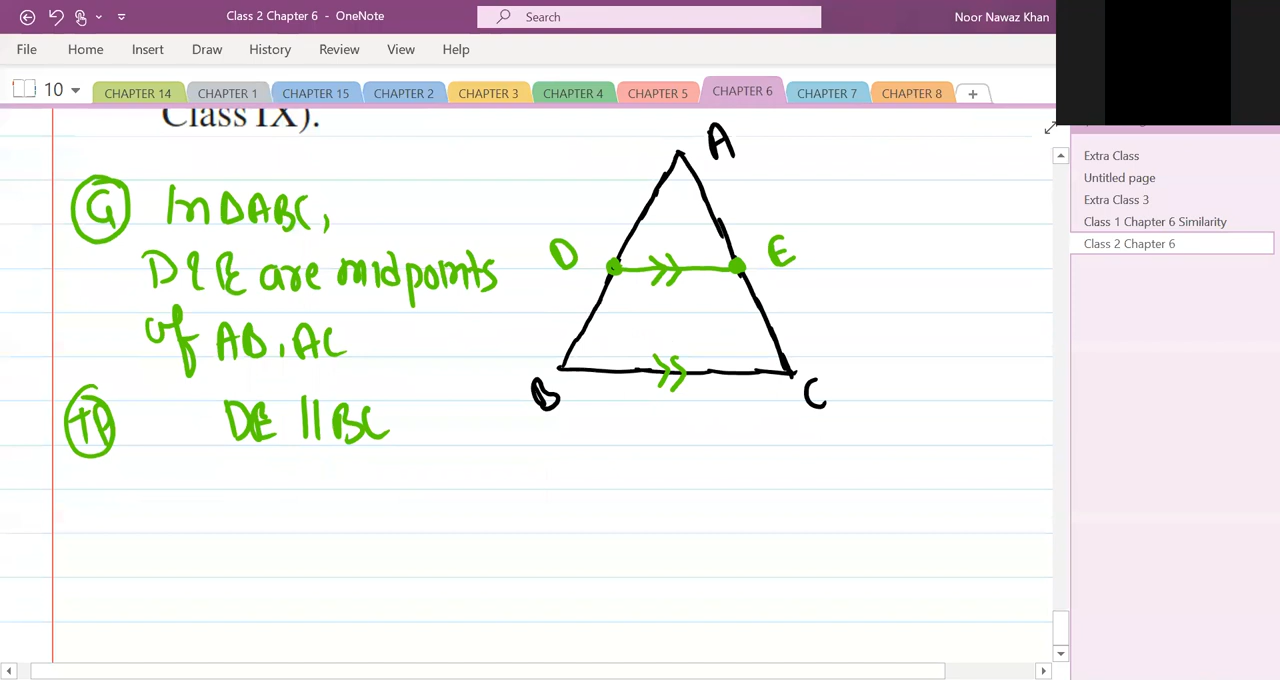 Class 2 Chapter 6 - OneNote
Search
Noor Nawaz Khan
File Home Insert Draw History Review View Help
10 CHAPTER 14 CHAPTER 1 CHAPTER 15 CHAPTER 2 CHAPTER 3 CHAPTER 4 CHAPTER 5 CHAPTER 6 CHAPTER 7 CHAPTER 8
Class IX).
G In ΔABC,
D & E are midpoints
of AB, AC
TP DE || BC
A
D E
B C
Extra Class
Untitled page
Extra Class 3
Class 1 Chapter 6 Similarity
Class 2 Chapter 6